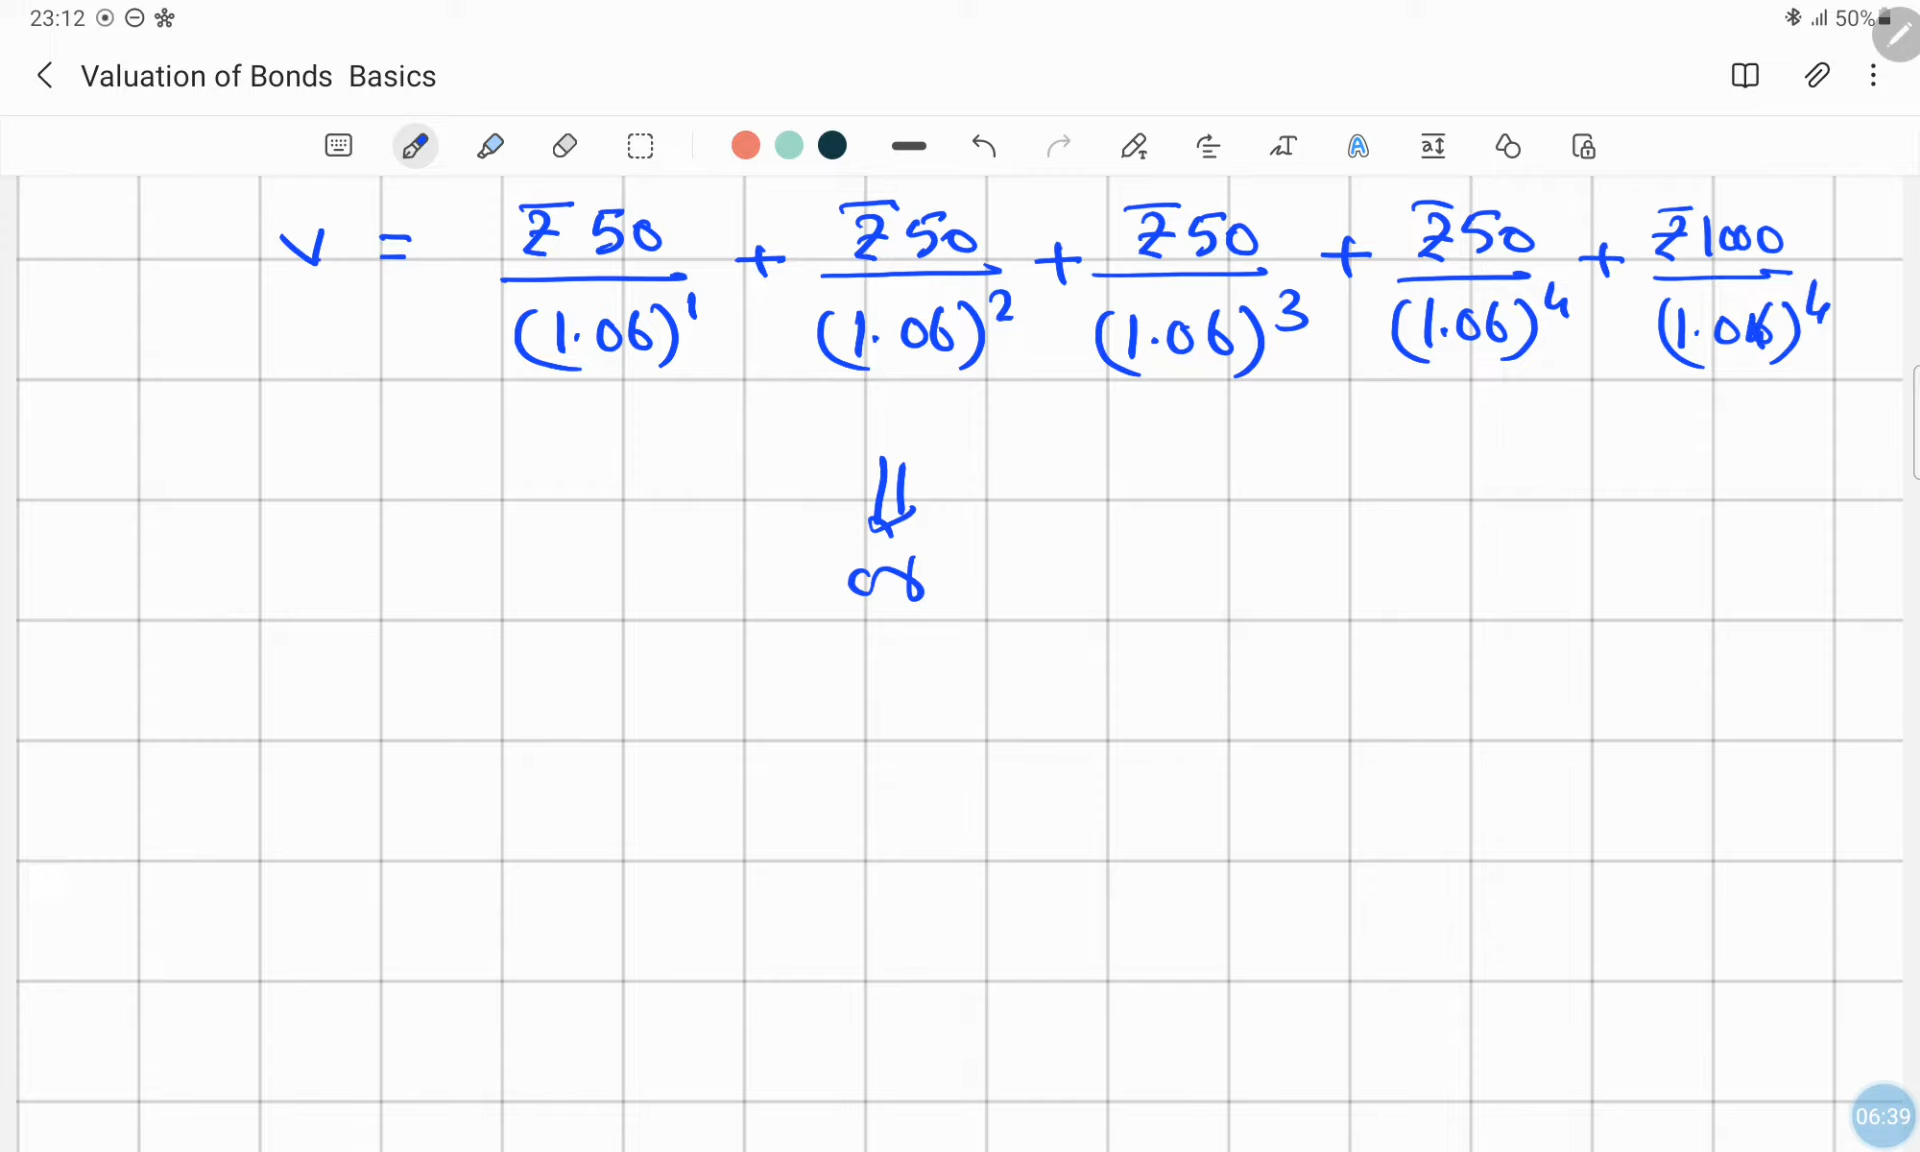 23:12 50%
Valuation of Bonds Basics
V = ₹50/(1.06)^1 + ₹50/(1.06)^2 + ₹50/(1.06)^3 + ₹50/(1.06)^4 + ₹1000/(1.06)^4
or
06:39